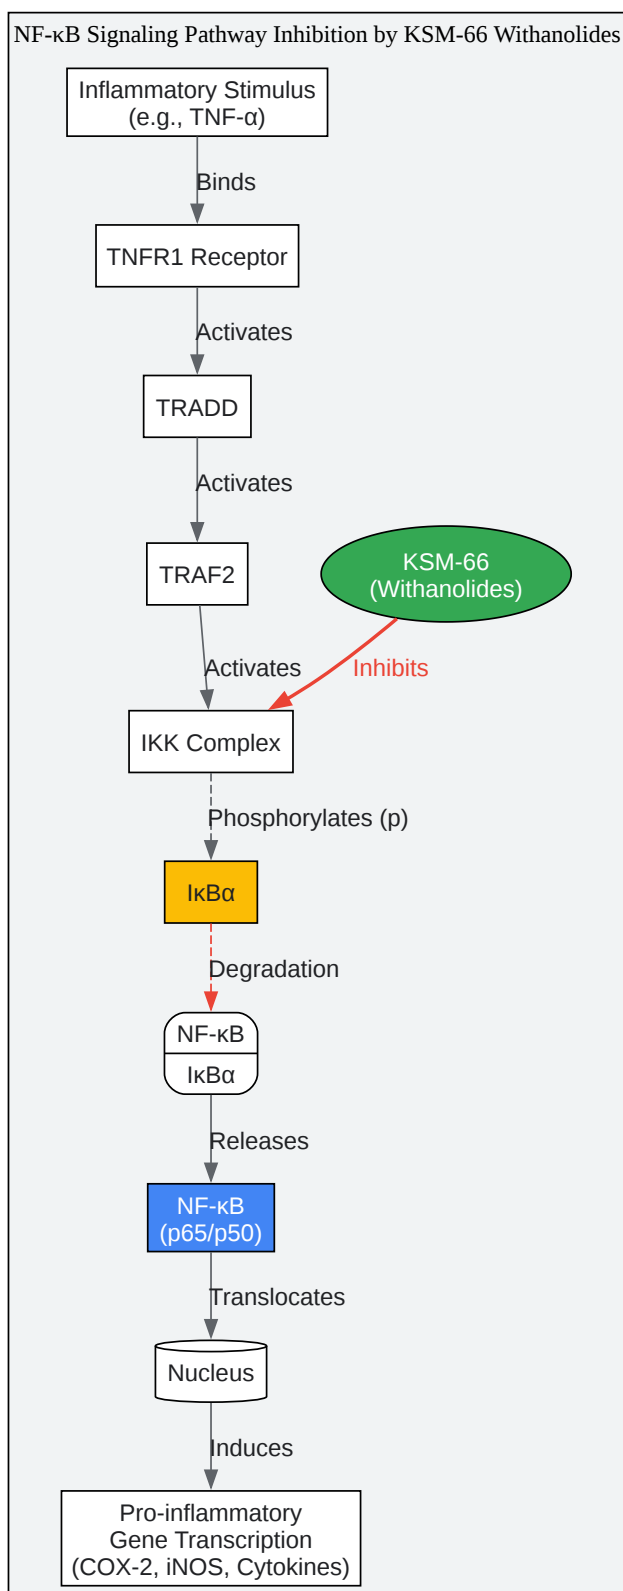 NF-κB Signaling Pathway Inhibition by KSM-66 Withanolides
Inflammatory Stimulus
(e.g., TNF-α)
Binds
TNFR1 Receptor
Activates
TRADD
Activates
TRAF2
KSM-66
(Withanolides)
Activates
Inhibits
IKK Complex
Phosphorylates (p)
IκBα
Degradation
NF-κB
IκBα
Releases
NF-κB
(p65/p50)
Translocates
Nucleus
Induces
Pro-inflammatory
Gene Transcription
(COX-2, iNOS, Cytokines)